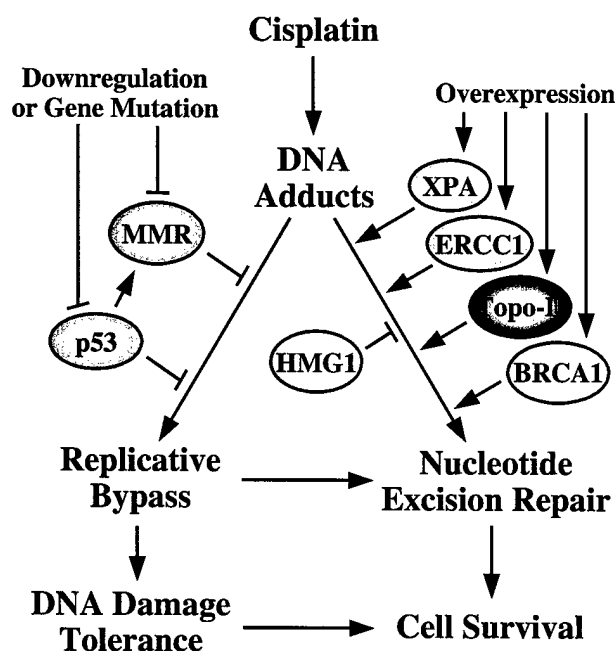 Cisplatin
Downregulation
or Gene Mutation
Overexpression
DNA
Adducts
XPA
MMR
ERCC1
p53
HMG1
BRCA1
Replicative
Bypass
Nucleotide
Excision Repair
DNA Damage
Tolerance
Cell Survival